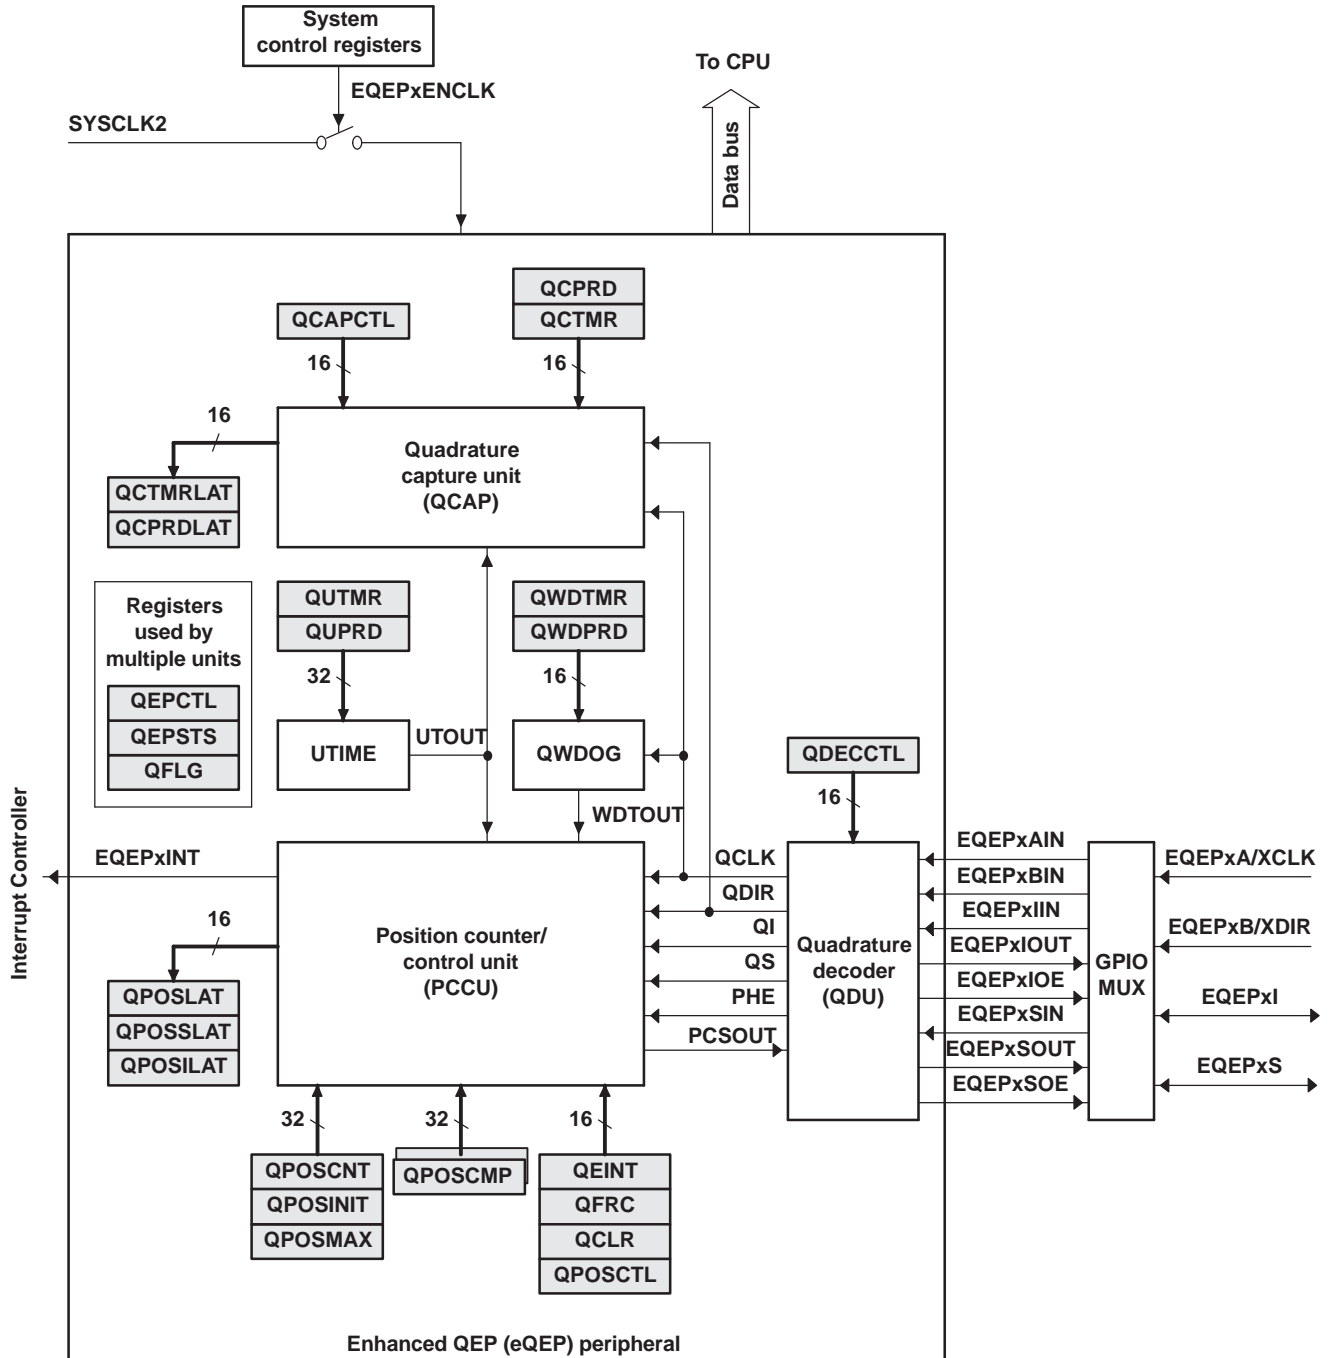 System
control registers
To CPU
EQEPxENCLK
SYSCLK2
Data bus
QCPRD
QCAPCTL
QCTMR
16
16
16
Quadrature
capture unit
(QCAP)
QCTMRLAT
QCPRDLAT
Registers
used by
multiple units
QEPCTL
QEPSTS
QFLG
QUTMR
QUPRD
32
UTIME
UTOUT
QWDTMR
QWDPRD
16
QWDOG
WDTOUT
QDECCTL
16
Interrupt Controller
EQEPxINT
16
QPOSLAT
QPOSSLAT
QPOSILAT
Position counter/
control unit
(PCCU)
QCLK
QDIR
QI
QS
PHE
PCSOUT
Quadrature
decoder
(QDU)
EQEPxAIN
EQEPxBIN
EQEPxIIN
EQEPxIOUT
EQEPxIOE
EQEPxSIN
EQEPxSOUT
EQEPxSOE
GPIO
MUX
EQEPxA/XCLK
EQEPxB/XDIR
EQEPxI
EQEPxS
32
32
16
QPOSCNT
QPOSINIT
QPOSMAX
QPOSCMP
QEINT
QFRC
QCLR
QPOSCTL
Enhanced QEP (eQEP) peripheral